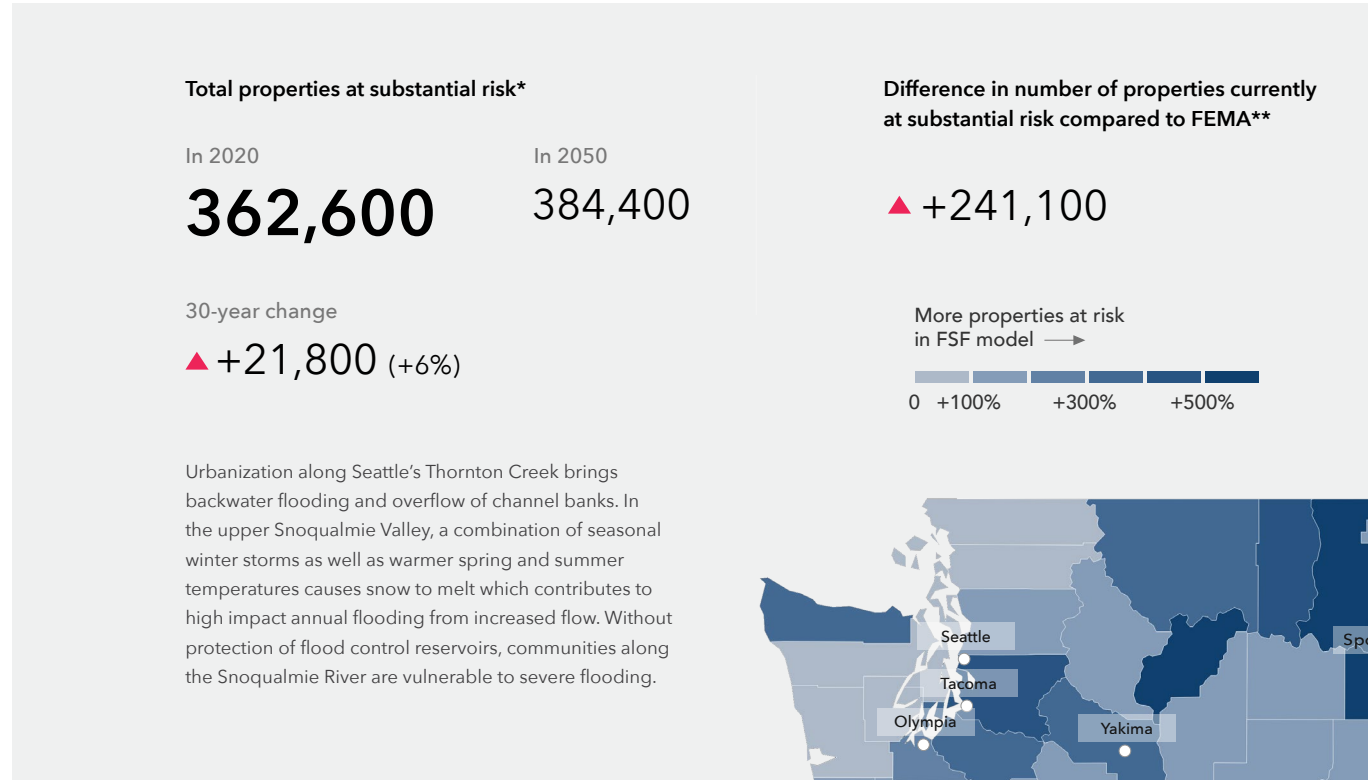 Total properties at substantial risk*
In 2020
362,600
In 2050
384,400
30-year change
+21,800 (+6%)
Urbanization along Seattle's Thornton Creek brings
backwater flooding and overflow of channel banks. In
the upper Snoqualmie Valley, a combination of seasonal
winter storms as well as warmer spring and summer
temperatures causes snow to melt which contributes to
high impact annual flooding from increased flow. Without
protection of flood control reservoirs, communities along
the Snoqualmie River are vulnerable to severe flooding.
Difference in number of properties currently
at substantial risk compared to FEMA**
+241,100
More properties at risk
in FSF model
0 +100% +300% +500%
Seattle
Tacoma
Olympia
Yakima
Spo